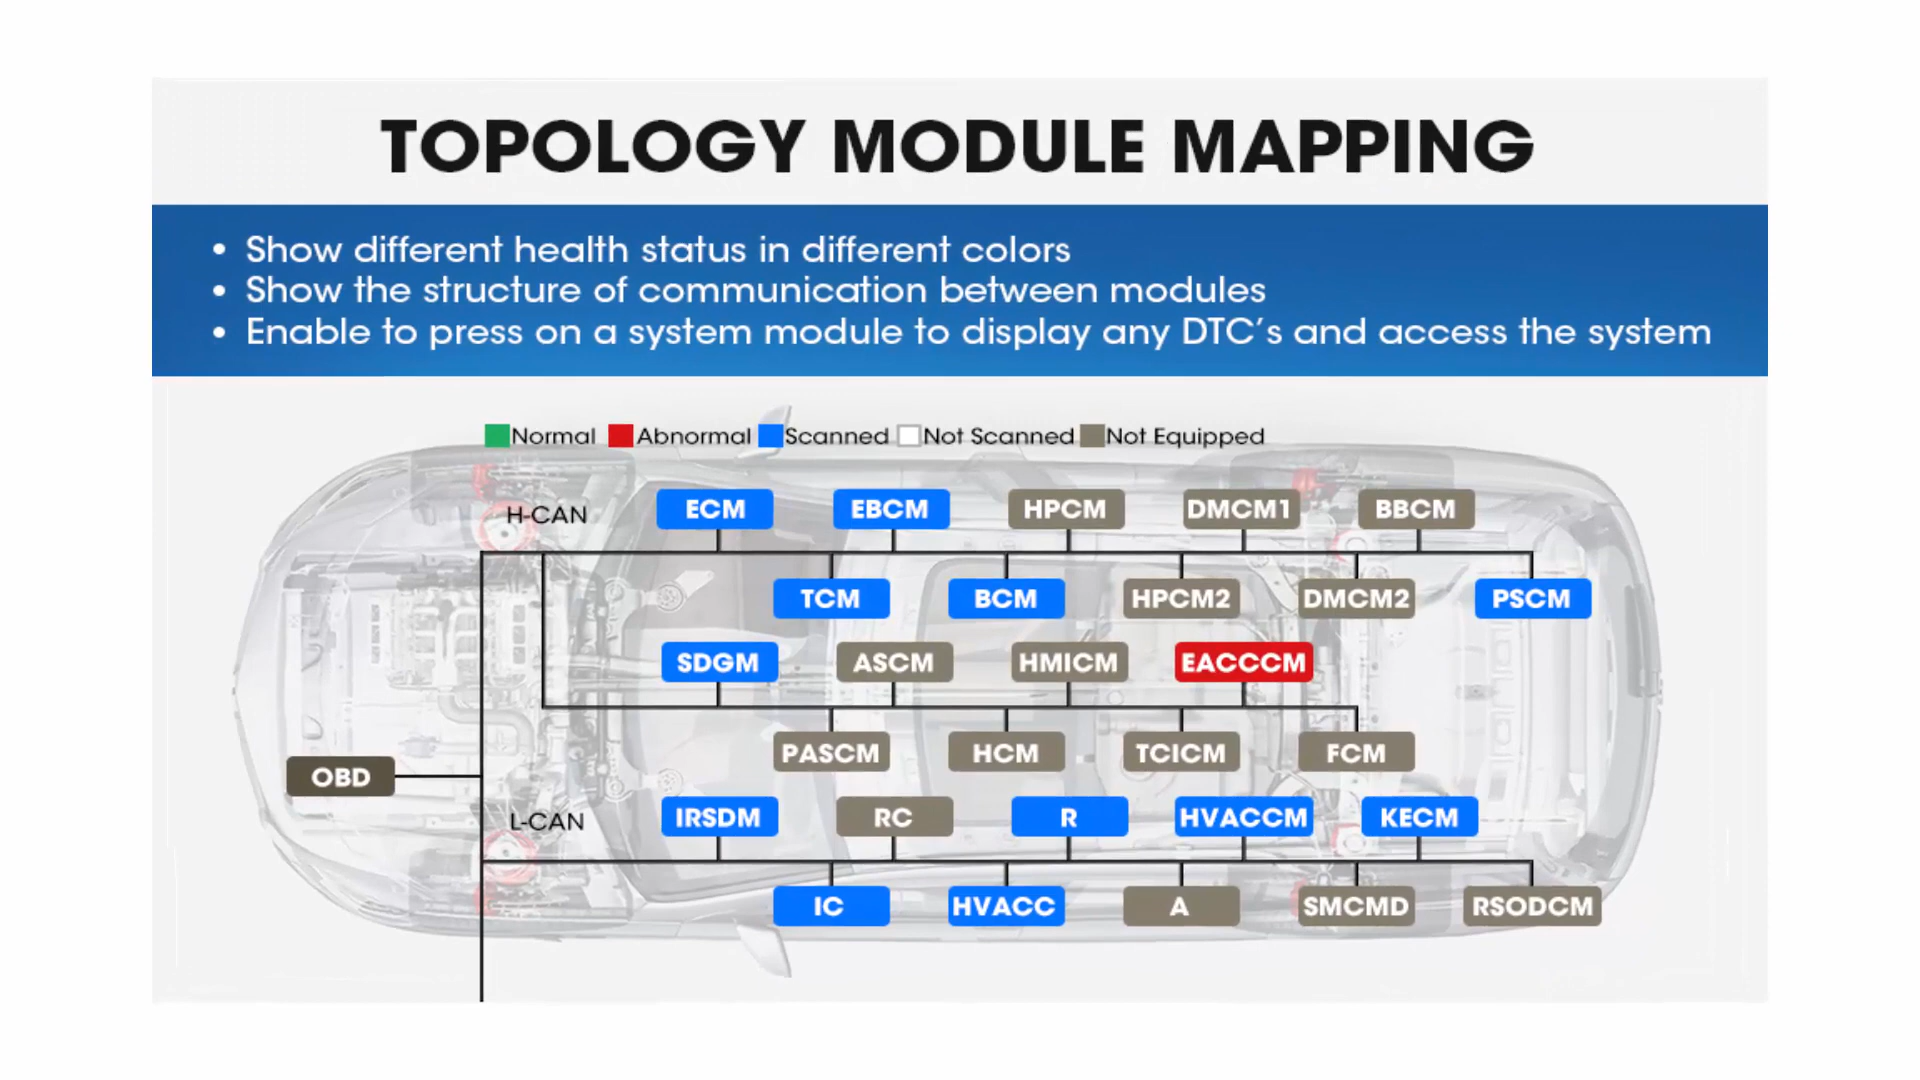 TOPOLOGY MODULE MAPPING
• Show different health status in different colors
• Show the structure of communication between modules
• Enable to press on a system module to display any DTC's and access the system
Normal Abnormal Scanned Not Scanned Not Equipped
H-CAN ECM EBCM HPCM DMCM1 BBCM
TCM BCM HPCM2 DMCM2 PSCM
SDGM ASCM HMICM EACCCM
PASCM HCM TCICM FCM
OBD
L-CAN IRSDM RC R HVACCM KECM
IC HVACC A SMCMD RSODCM